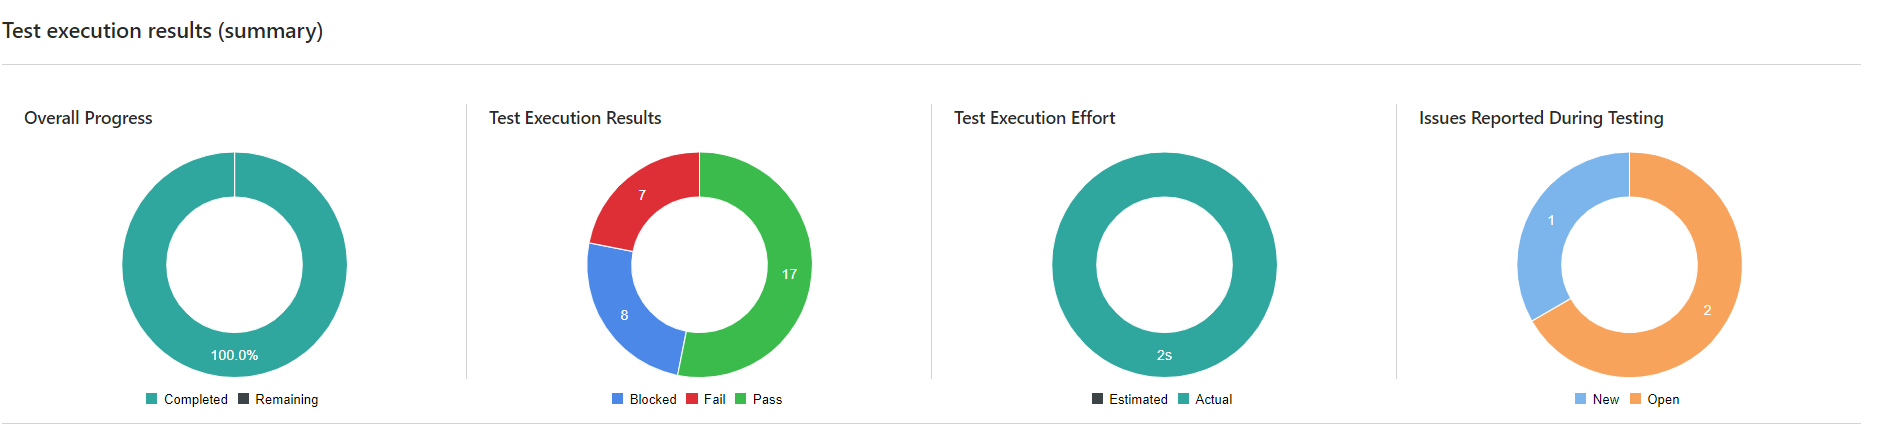 Test execution results (summary)
Overall Progress
100.0%
Completed Remaining
Test Execution Results
7
17
8
Blocked Fail Pass
Test Execution Effort
2s
Estimated Actual
Issues Reported During Testing
1
2
New Open